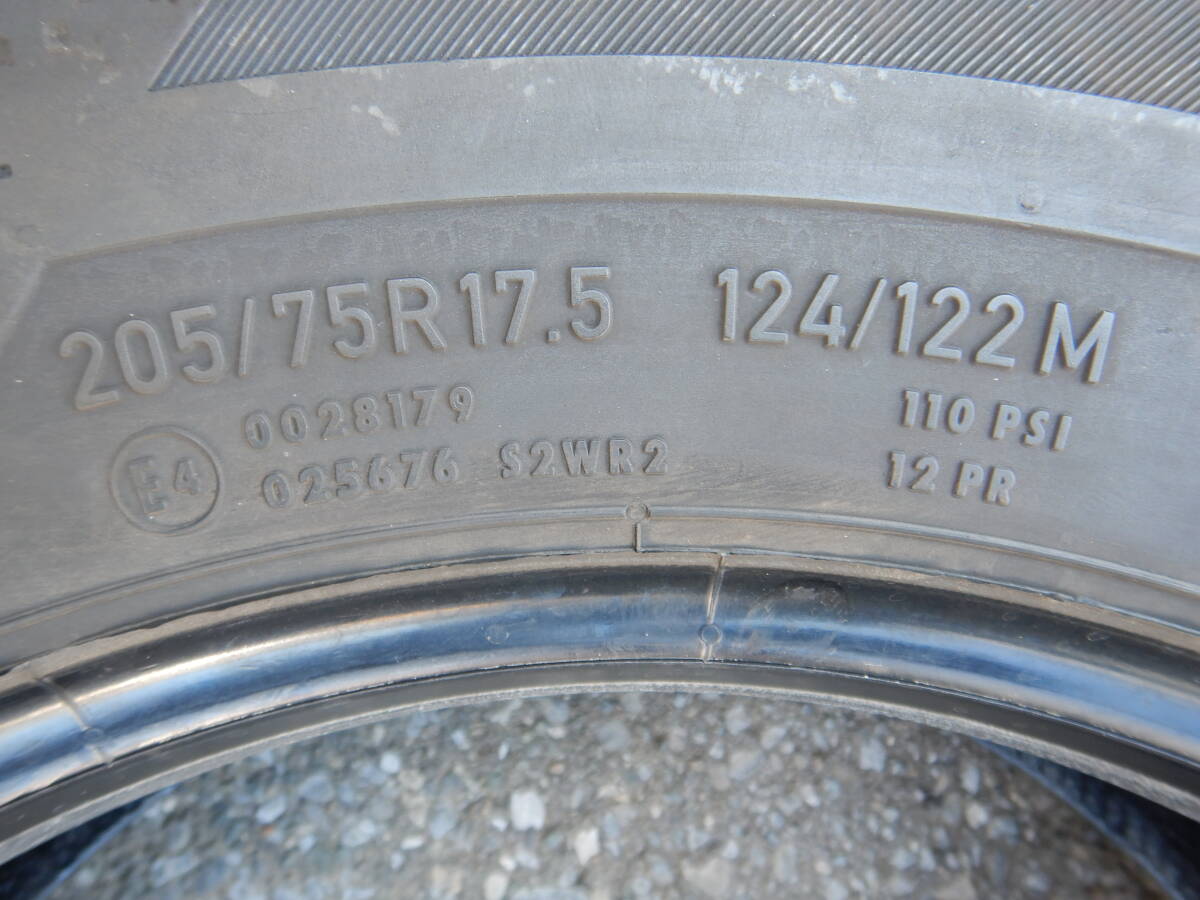 205/75R17.5 124/122M
E4 0028179
025676 S2WR2
110 PSI
12 PR